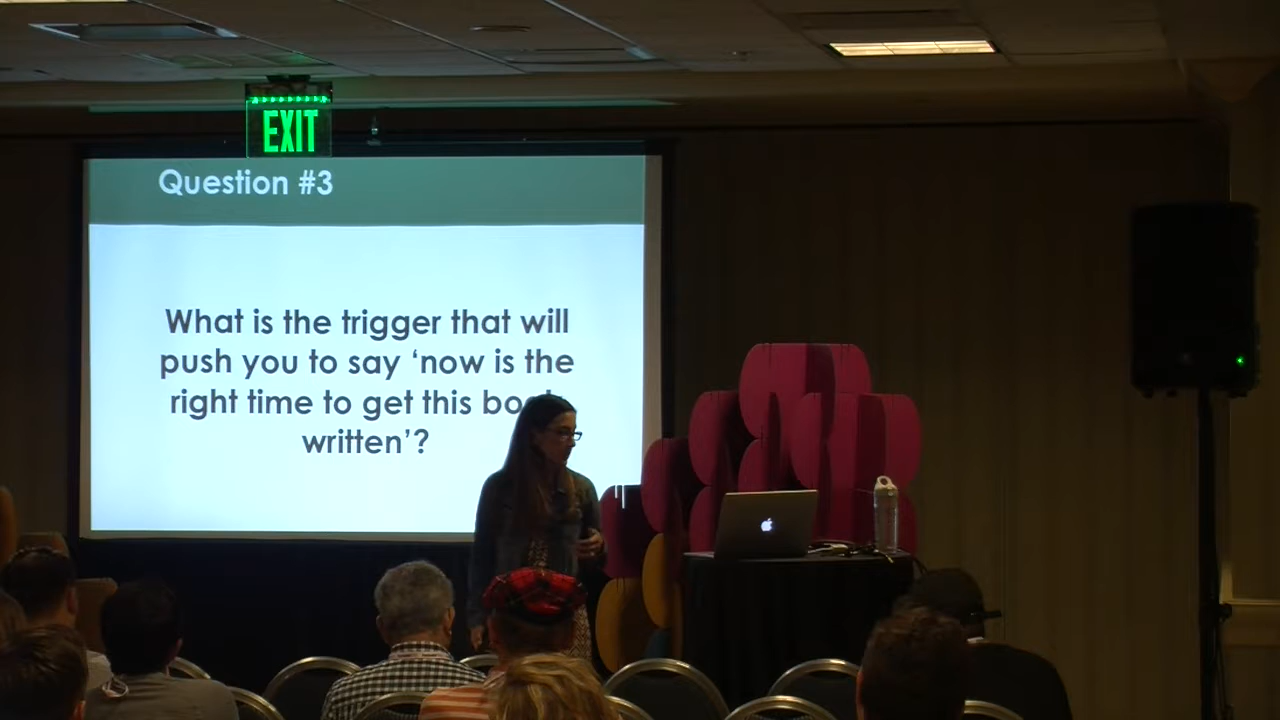 EXIT
Question #3
What is the trigger that will
push you to say ‘now is the
right time to get this
written’?